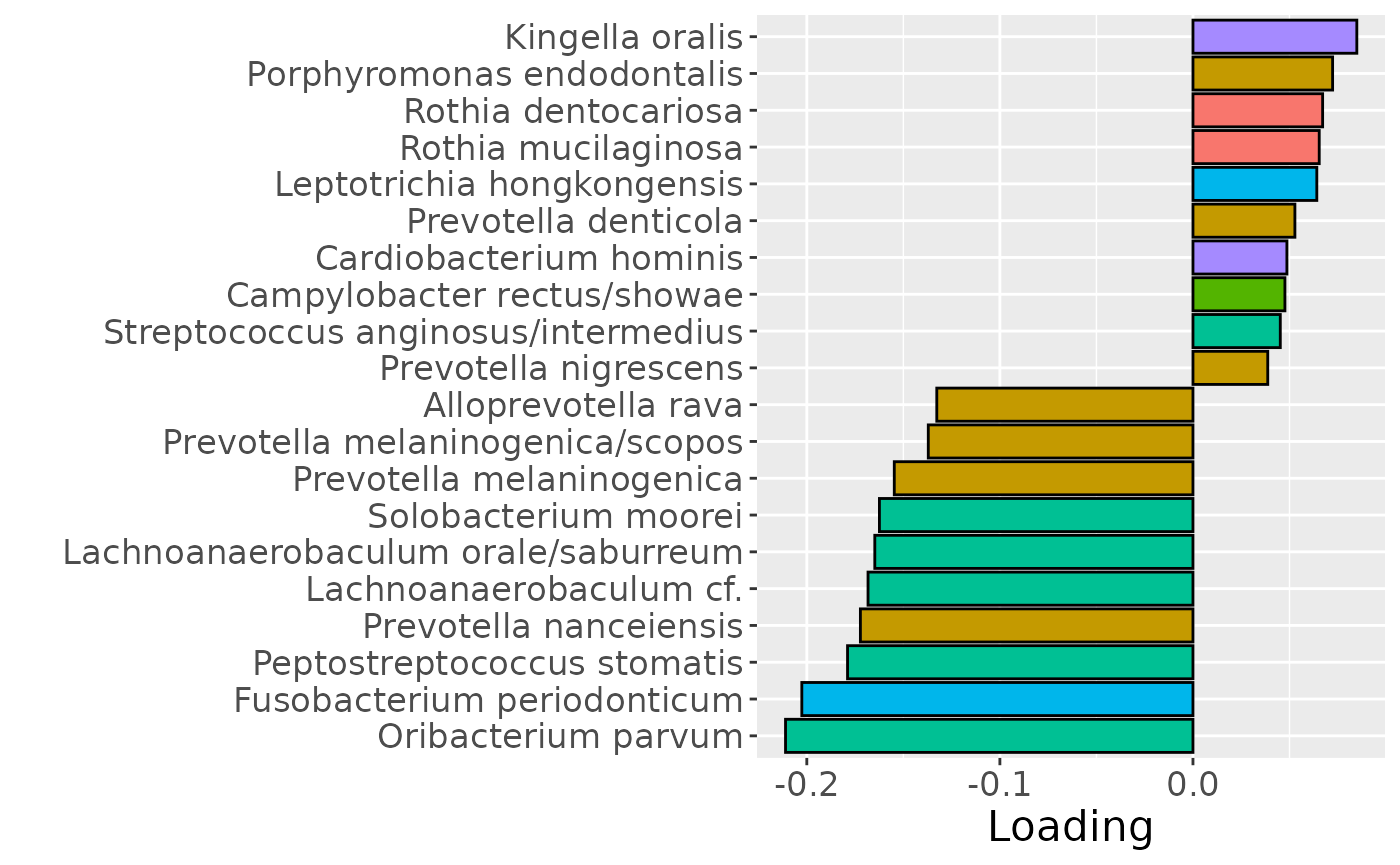 Kingella oralis
Porphyromonas endodontalis
Rothia dentocariosa
Rothia mucilaginosa
Leptotrichia hongkongensis
Prevotella denticola
Cardiobacterium hominis
Campylobacter rectus/showae
Streptococcus anginosus/intermedius
Prevotella nigrescens
Alloprevotella rava
Prevotella melaninogenica/scopos
Prevotella melaninogenica
Solobacterium moorei
Lachnoanaerobaculum orale/saburreum
Lachnoanaerobaculum cf.
Prevotella nanceiensis
Peptostreptococcus stomatis
Fusobacterium periodonticum
Oribacterium parvum
-0.2 -0.1 0.0
Loading